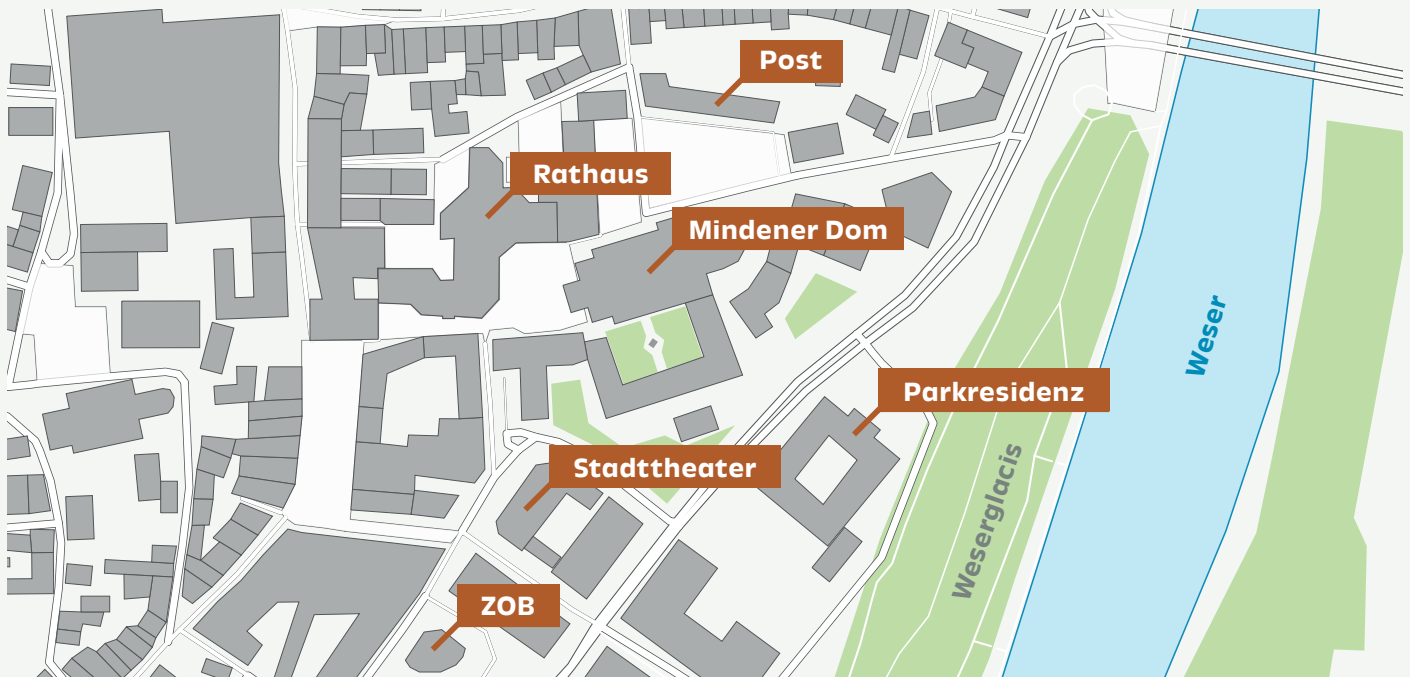 Post
Rathaus
Mindener Dom
Weser
Parkresidenz
Stadttheater
Weserglacis
ZOB